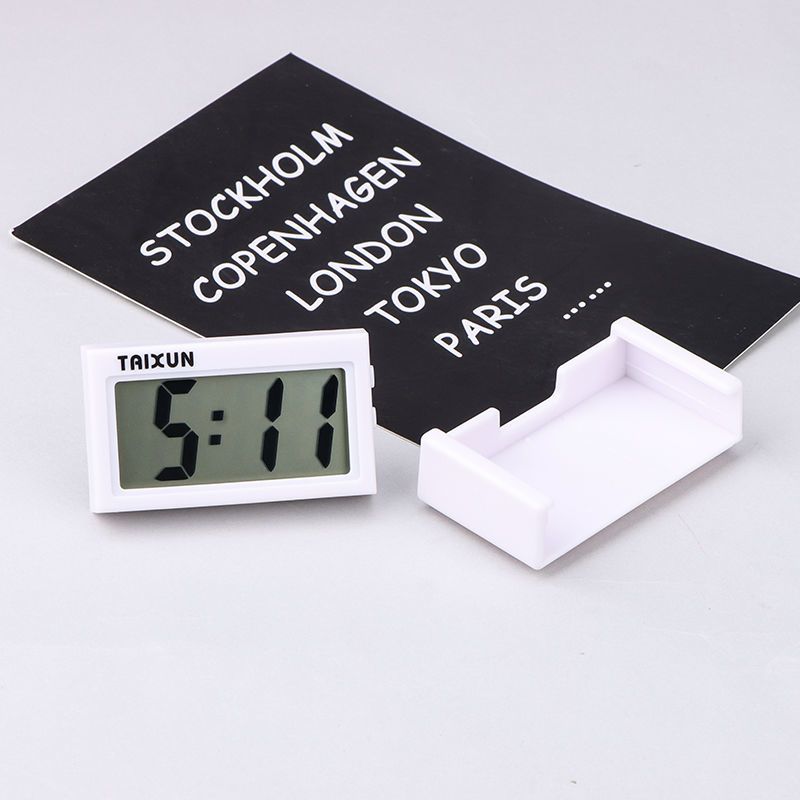 STOCKHOLM
COPENHAGEN
LONDON
TOKYO
PARIS ......
TAIXUN
5:11